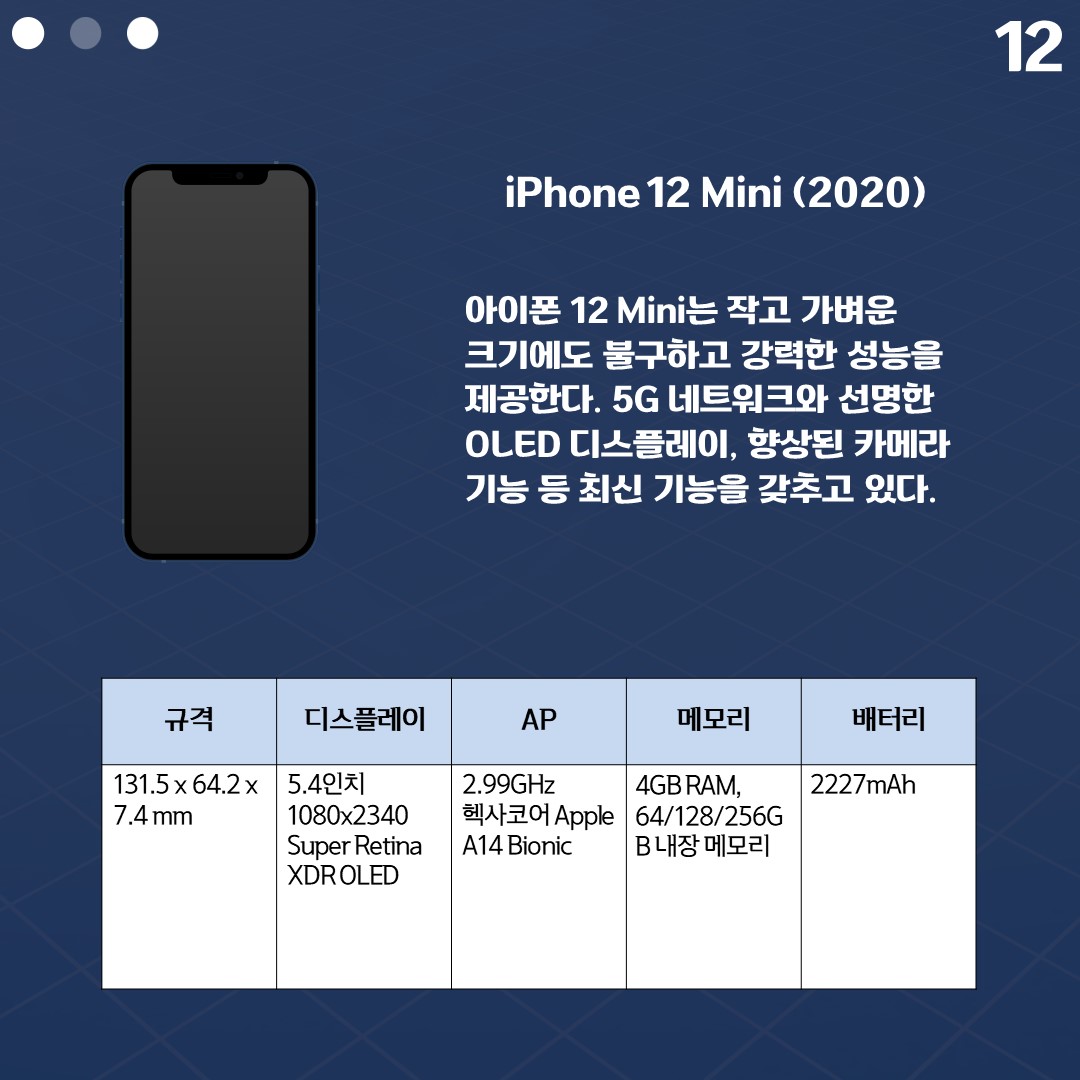 12
iPhone 12 Mini (2020)
아이폰 12 Mini는 작고 가벼운
크기에도 불구하고 강력한 성능을
제공한다. 5G 네트워크와 선명한
OLED 디스플레이, 향상된 카메라
기능 등 최신 기능을 갖추고 있다.
규격 디스플레이 AP 메모리 배터리
131.5 x 64.2 x
7.4 mm
5.4인치
1080x2340
Super Retina
XDR OLED
2.99GHz
헥사코어 Apple
A14 Bionic
4GB RAM,
64/128/256G
B 내장 메모리
2227mAh